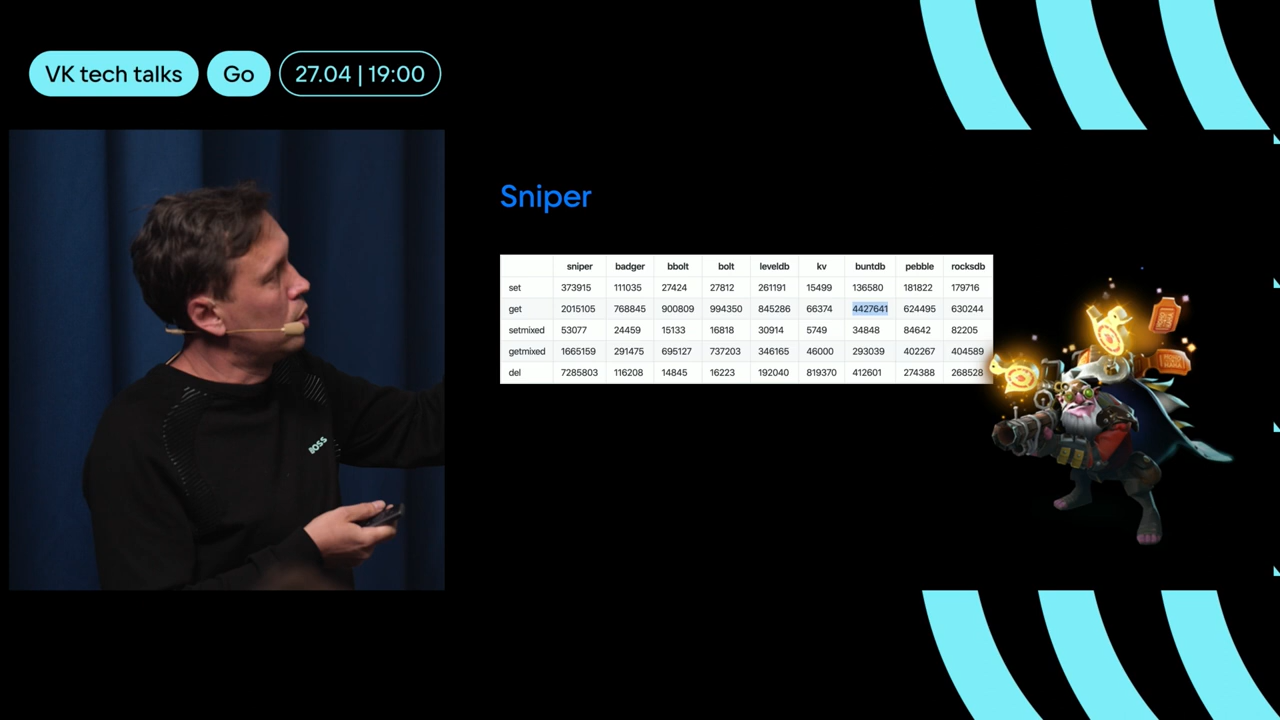 VK tech talks Go 27.04 | 19:00
Sniper
sniper badger bbolt bolt leveldb kv buntdb pebble rocksdb
set 373915 111035 27424 27812 261191 15499 136580 181822 179716
get 2015105 768845 900809 994350 845286 66374 4427641 624495 630244
setmixed 53077 24459 15133 16818 30914 5749 34848 84642 82205
getmixed 1665159 291475 695127 737203 346165 46000 293039 402267 404589
del 7285803 116208 14845 16223 192040 819370 412601 274388 268528
BOSS